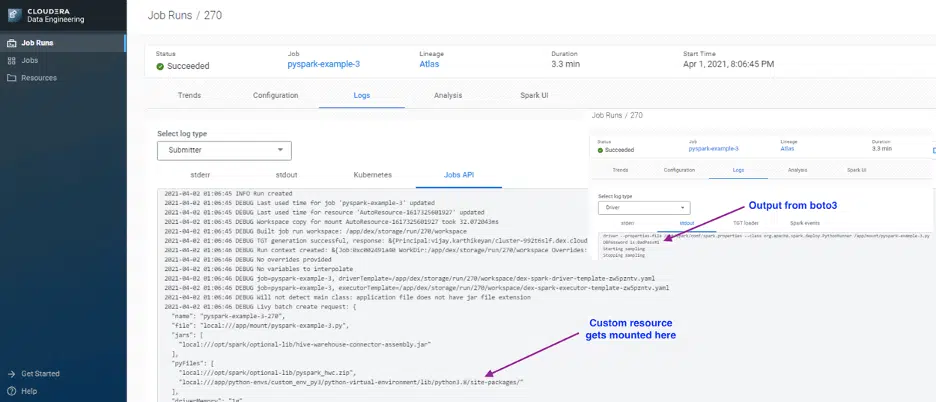 CLOUDERA
Data Engineering
Job Runs
Jobs
Resources
Get Started
Help
Job Runs / 270
Status
Succeeded
Job
pyspark-example-3
Lineage
Atlas
Duration
3.3 min
Start Time
Apr 1, 2021, 8:06:45 PM
Trends
Configuration
Logs
Analysis
Spark UI
Select log type
Submitter
stderr
stdout
Kubernetes
Jobs API
2021-04-02 01:06:45 INFO Run created
2021-04-02 01:06:45 DEBUG Last used time for job 'pyspark-example-3' updated
2021-04-02 01:06:45 DEBUG Last used time for resource 'AutoResource-1617325601927' updated
2021-04-02 01:06:45 DEBUG Workspace copy for mount AutoResource-1617325601927 took 32.072043ms
2021-04-02 01:06:45 DEBUG Built job run workspace: /app/dex/storage/run/270/workspace
2021-04-02 01:06:46 DEBUG TGT generation successful, response: &{Principal:vijay.karthikeyan/cluster-992t6slf.dex.cloud
2021-04-02 01:06:46 DEBUG Run context created: WorkDir:/app/dex/storage/run/270/workspace Overrides:
2021-04-02 01:06:46 DEBUG No overrides provided
2021-04-02 01:06:46 DEBUG No variables to interpolate
2021-04-02 01:06:46 DEBUG job=pyspark-example-3, driverTemplate=/app/dex/storage/run/270/workspace/dex-spark-driver-template-zw5pzntv.yaml
2021-04-02 01:06:46 DEBUG job=pyspark-example-3, executorTemplate=/app/dex/storage/run/270/workspace/dex-spark-executor-template-zw5pzntv.yaml
2021-04-02 01:06:46 DEBUG Will not detect main class: application file does not have jar file extension
2021-04-02 01:06:46 DEBUG Livy batch create request: {
"name": "pyspark-example-3-270",
"file": "local:///app/mount/pyspark-example-3.py",
"jars": [
"local:///opt/spark/optional-lib/hive-warehouse-connector-assembly.jar"
],
"pyFiles": [
"local:///opt/spark/optional-lib/pyspark_hwc.zip",
"local:///app/python-envs/custom_env_py3/python-virtual-environment/lib/python3.8/site-packages/"
],
"driverMemory": "1g"
Custom resource
gets mounted here
Job Runs / 270
Status
Succeeded
Job
pyspark-example-3
Lineage
Atlas
Duration
3.3 min
Trends
Configuration
Logs
Analysis
Spark UI
Select log type
Driver
stderr
stdout
TGT loader
Spark events
Starting sampling
Stopping sampling
Output from boto3